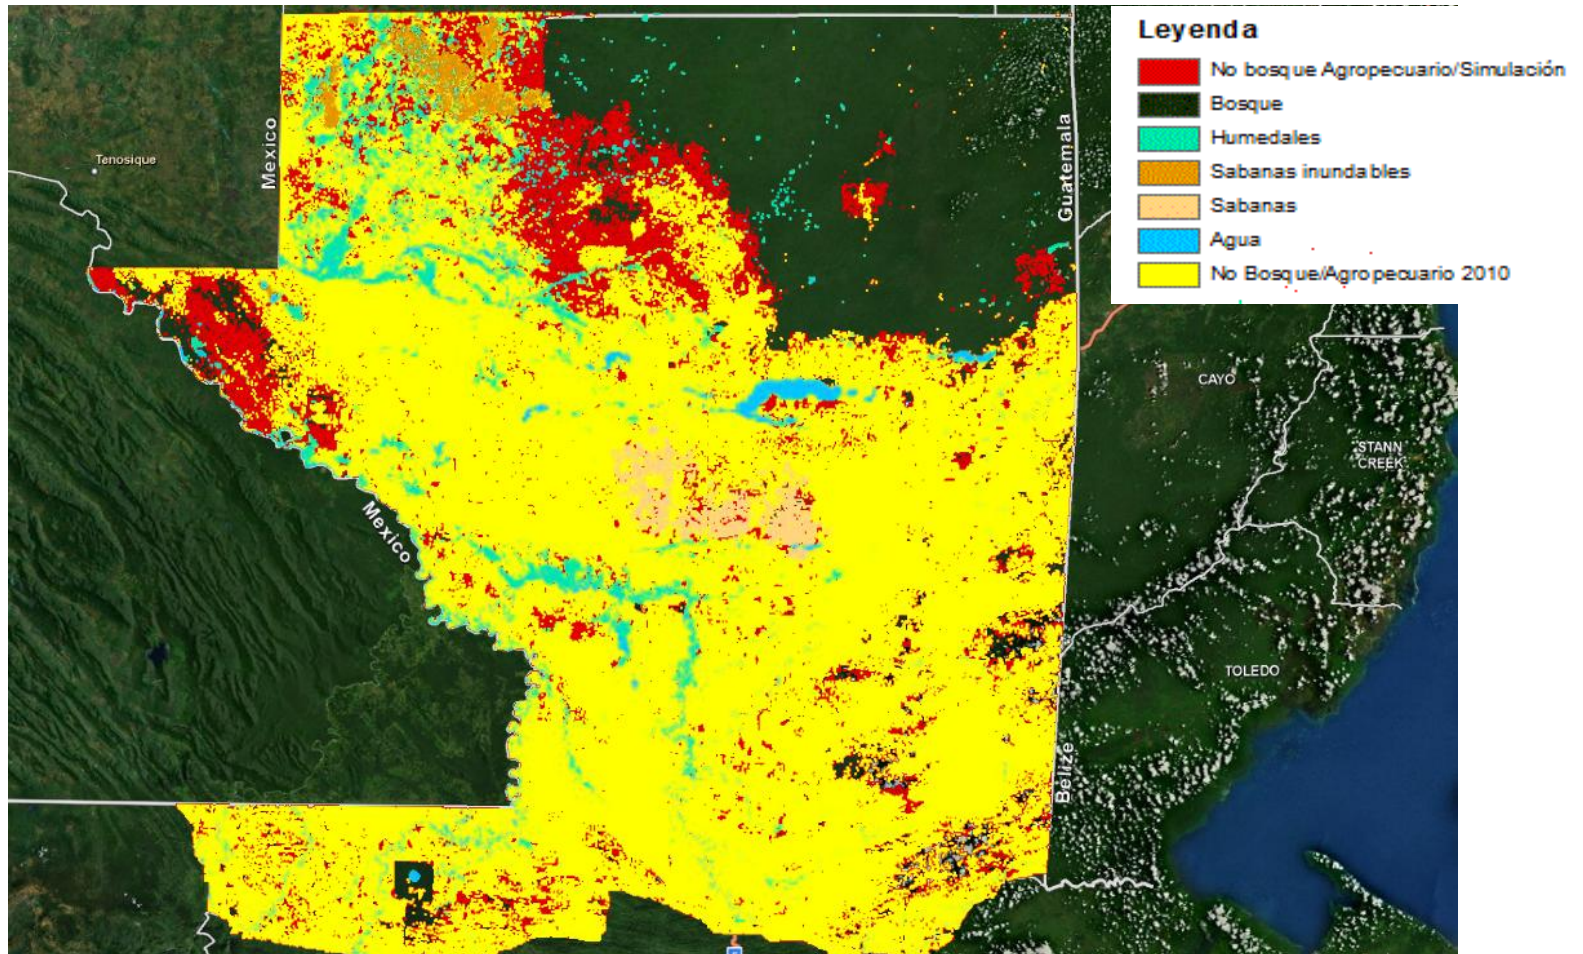 Leyenda
No bosque Agropecuario/Simulación
Bosque
Humedales
Sabanas inundables
Sabanas
Agua
No Bosque/Agropecuario 2010
Tenosique
Mexico
Guatemala
CAYO
STANN
CREEK
Mexico
TOLEDO
Belize